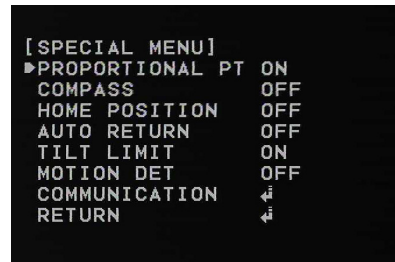 [SPECIAL MENU]
PROPORTIONAL PT ON
COMPASS OFF
HOME POSITION OFF
AUTO RETURN OFF
TILT LIMIT ON
MOTION DET OFF
COMMUNICATION ↲
RETURN ↲